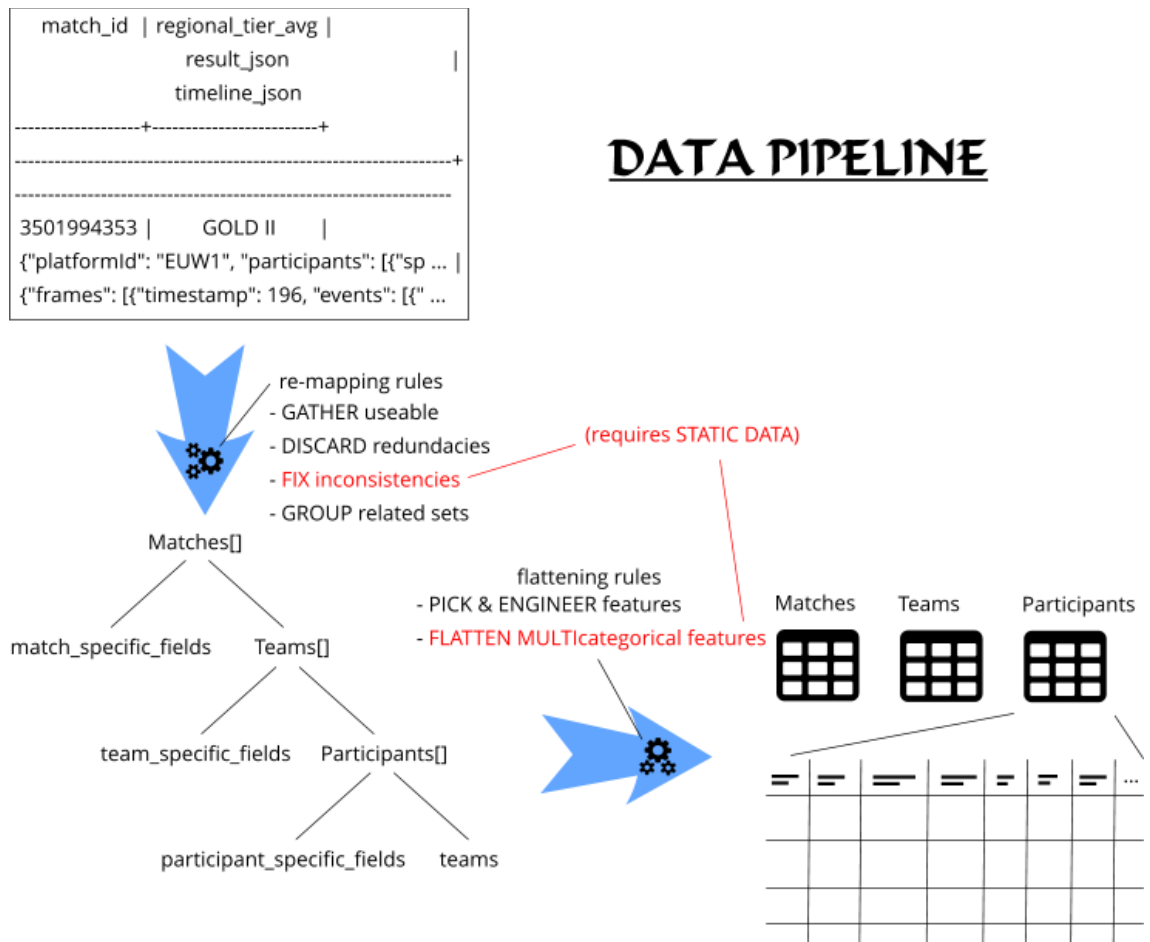 match_id | regional_tier_avg |
result_json |
timeline_json
-------------------+-------------------------+
------------------------------------------------------------------+
------------------------------------------------------------------
3501994353 | GOLD II |
{"platformId": "EUW1", "participants": [{"sp ... |
{"frames": [{"timestamp": 196, "events": [{" ...
DATA PIPELINE
re-mapping rules
- GATHER useable
- DISCARD redundacies
- FIX inconsistencies
- GROUP related sets
(requires STATIC DATA)
Matches[]
match_specific_fields
Teams[]
team_specific_fields
Participants[]
participant_specific_fields
teams
flattening rules
- PICK & ENGINEER features
- FLATTEN MULTIcategorical features
Matches
Teams
Participants
...